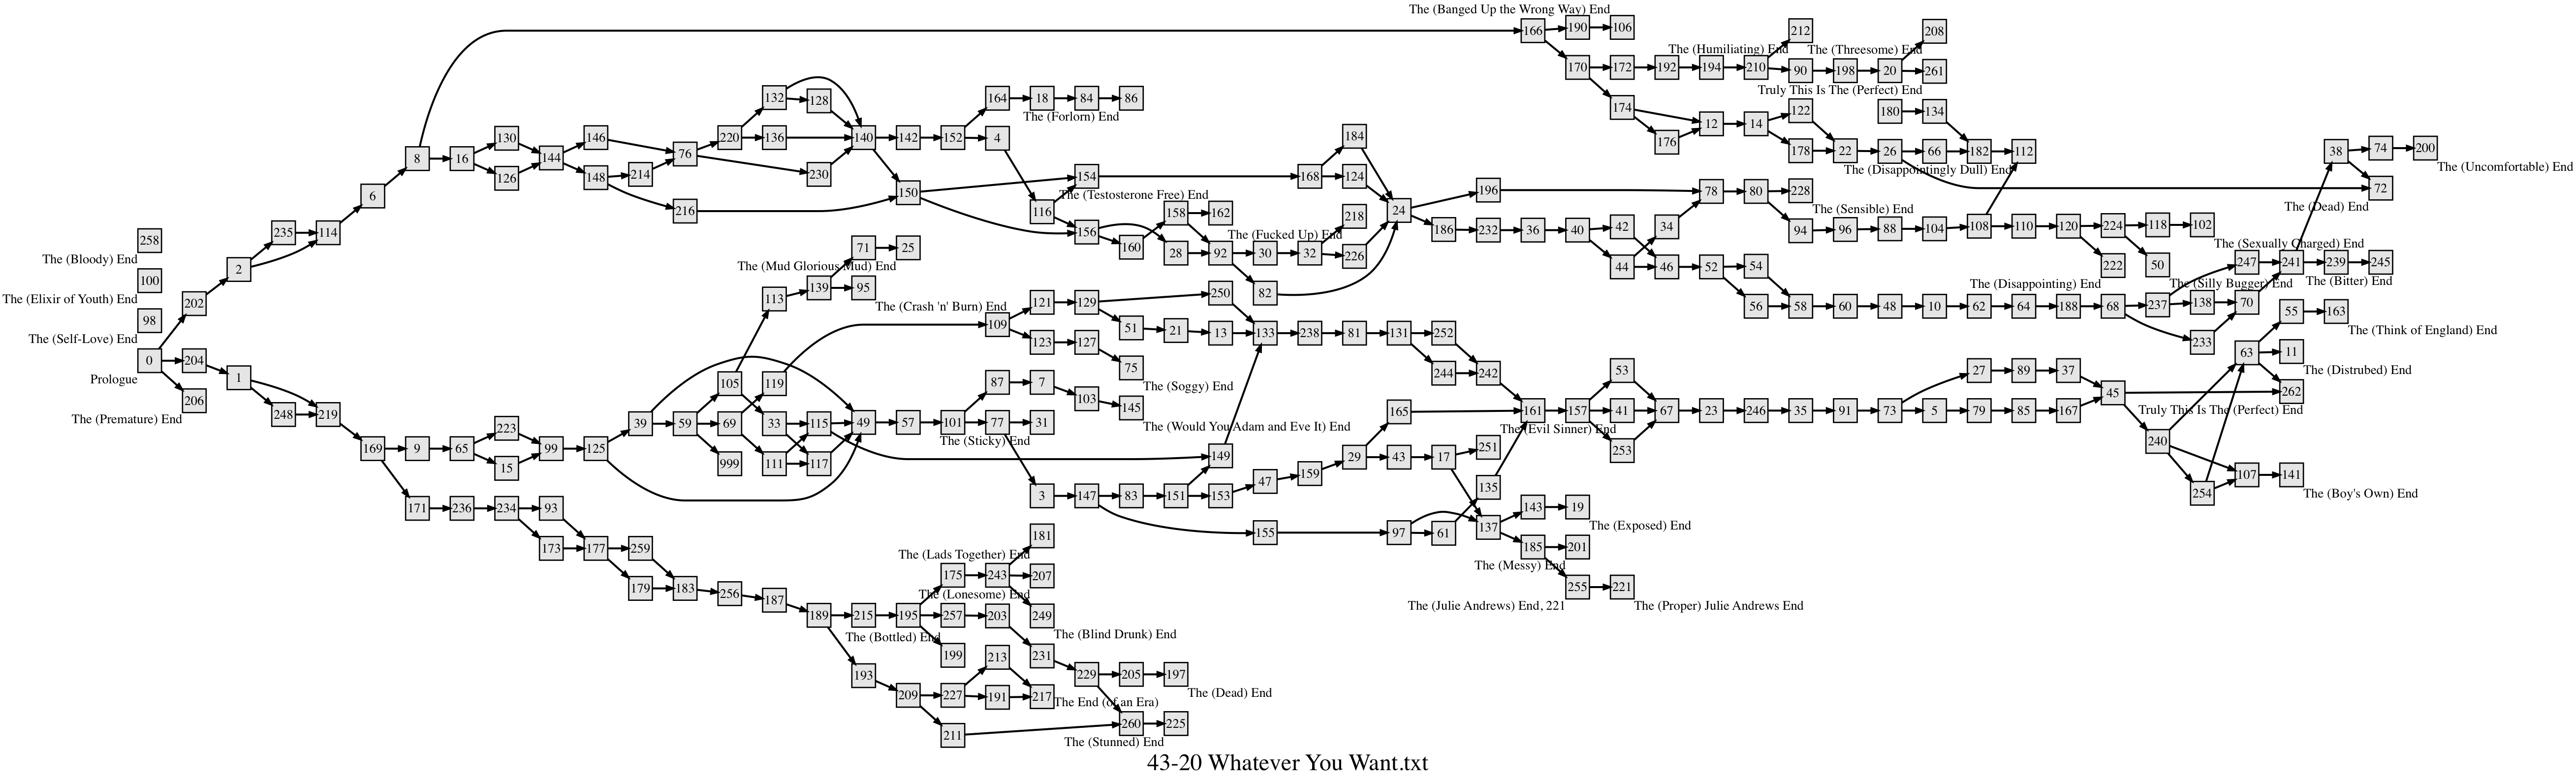 The (Banged Up the Wrong Way) End
166 190 106
212 208
The (Humiliating) End The (Threesome) End
170 172 192 194 210 90 198 20 261
Truly This Is The (Perfect) End
132 128 164 18 84 86
The (Forlorn) End
174 122 180 134
130 146 220 136 140 142 152 4 184
12 14
8 16 144 76 176 178 22 26 66 182 112
38 74 200
The (Uncomfortable) End
The (Disappointingly Dull) End
126 148 214 230 154 168 124
6 150 196 78 80 228 72
The (Testosterone Free) End
The (Dead) End
216 116 158 162 24
The (Sensible) End
218
235 114 156 186 232 36 40 42 34 94 96 88 104 108 110 120 224 118 102
The (Fucked Up) End
258 160 28 92 30 32 226
The (Sexually Charged) End
71 25
The (Bloody) End
The (Mud Glorious Mud) End
2 44 46 52 54 222 50 247 241 239 245
100
The (Silly Bugger) End The (Bitter) End
The (Disappointing) End
139 95
The (Elixir of Youth) End
202 113 121 129 250 82 56 58 60 48 10 62 64 188 68 237 138 70
The (Crash 'n' Burn) End
98 109 51 21 13 133 238 81 131 252 55 163
The (Think of England) End
The (Self-Love) End
123 127 233
0 204 75 63 11
The (Distrubed) End
Prologue
The (Soggy) End
1 105 119 87 7 244 242 53 27 89 37
206 103 145 45 262
The (Premature) End
248 219 165 161 157 41 67 23 246 35 91 73 5 79 85 167
Truly This Is The (Perfect) End
The (Would You Adam and Eve It) End
The (Evil Sinner) End
223 39 59 69 33 115 49 57 101 77 31
The (Sticky) End
169 9 65 99 125 240
15 999 111 117 149 29 43 17 251 253
47 159 107 141
The (Boy's Own) End
3 147 83 151 153 135 254
171 236 234 93 143 19
The (Exposed) End
155 97 61 137
181
173 177 259 185 201
The (Lads Together) End
The (Messy) End
175 243 207
179 183 256 187 255 221
The (Lonesome) End
The (Julie Andrews) End, 221 The (Proper) Julie Andrews End
189 215 195 257 203 249
The (Blind Drunk) End
The (Bottled) End
199 213 231
193 229 205 197
The (Dead) End
209 227 191 217
The End (of an Era)
211 260 225
The (Stunned) End
43-20 Whatever You Want.txt